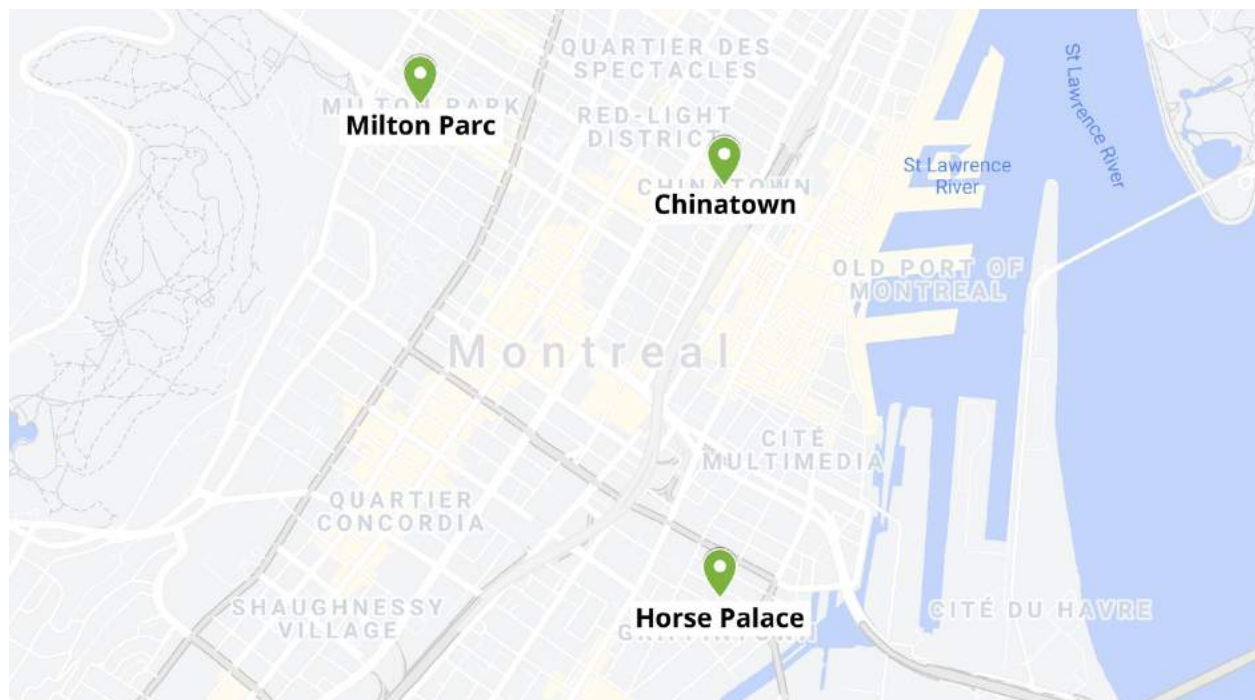 QUARTIER DES
SPECTACLES
MILTON PARK
Milton Parc
RED-LIGHT
DISTRICT
CHINATOWN
Chinatown
St Lawrence River
St Lawrence
River
OLD PORT OF
MONTREAL
Montreal
CITÉ
MULTIMEDIA
QUARTIER
CONCORDIA
Horse Palace
GRIFFINTOWN
SHAUGHNESSY
VILLAGE
CITÉ DU HAVRE